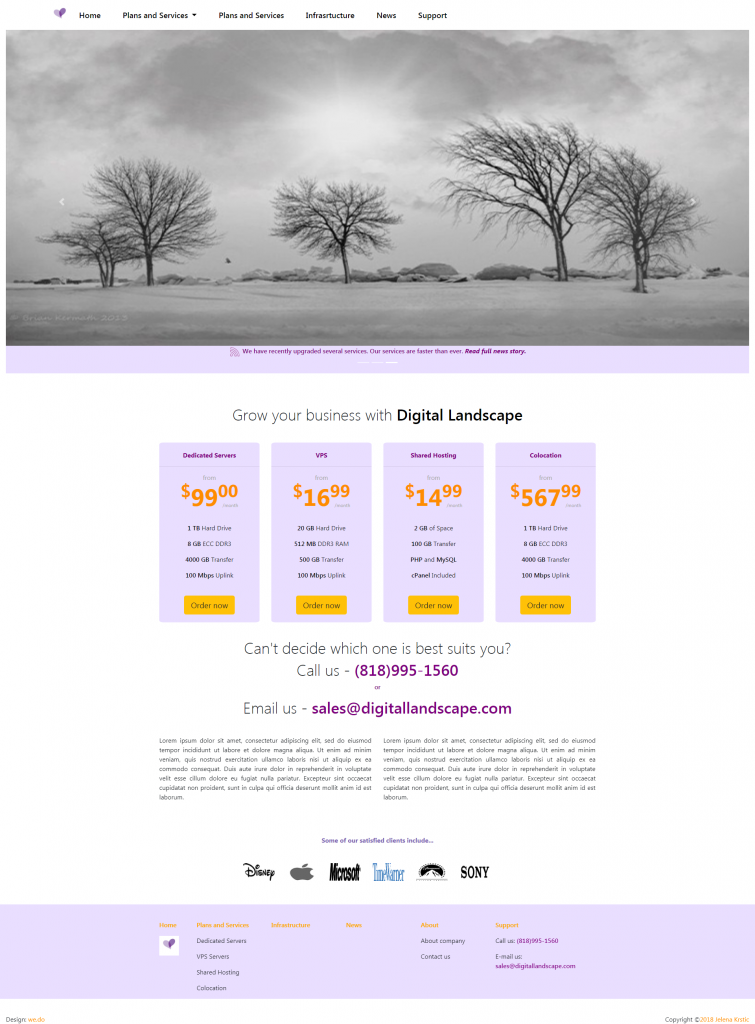 Home Plans and Services Plans and Services Infrasrtucture News Support
© Brian Kermath 2013
We have recently upgraded several services. Our services are faster than ever. Read full news story.
Grow your business with Digital Landscape
Dedicated Servers VPS Shared Hosting Colocation
from from from from
$9900 $1699 $1499 $56799
/month /month /month /month
1 TB Hard Drive 20 GB Hard Drive 2 GB of Space 1 TB Hard Drive
8 GB ECC DDR3 512 MB DDR3 RAM 100 GB Transfer 8 GB ECC DDR3
4000 GB Transfer 500 GB Transfer PHP and MySQL 4000 GB Transfer
100 Mbps Uplink 100 Mbps Uplink cPanel Included 100 Mbps Uplink
Order now Order now Order now Order now
Can't decide which one is best suits you?
Call us - (818)995-1560
or
Email us - sales@digitallandscape.com
Lorem ipsum dolor sit amet, consectetur adipiscing elit, sed do eiusmod
tempor incididunt ut labore et dolore magna aliqua. Ut enim ad minim
veniam, quis nostrud exercitation ullamco laboris nisi ut aliquip ex ea
commodo consequat. Duis aute irure dolor in reprehenderit in voluptate
velit esse cillum dolore eu fugiat nulla pariatur. Excepteur sint occaecat
cupidatat non proident, sunt in culpa qui officia deserunt mollit anim id est
laborum.
Lorem ipsum dolor sit amet, consectetur adipiscing elit, sed do eiusmod
tempor incididunt ut labore et dolore magna aliqua. Ut enim ad minim
veniam, quis nostrud exercitation ullamco laboris nisi ut aliquip ex ea
commodo consequat. Duis aute irure dolor in reprehenderit in voluptate
velit esse cillum dolore eu fugiat nulla pariatur. Excepteur sint occaecat
cupidatat non proident, sunt in culpa qui officia deserunt mollit anim id est
laborum.
Some of our satisfied clients include...
Disney Microsoft TimeWarner SONY
Home Plans and Services Infrastructure News About Support
Dedicated Servers About company Call us: (818)995-1560
VPS Servers Contact us E-mail us:
sales@digitallandscape.com
Shared Hosting
Colocation
Design: we.do Copyright ©2018 Jelena Kostic